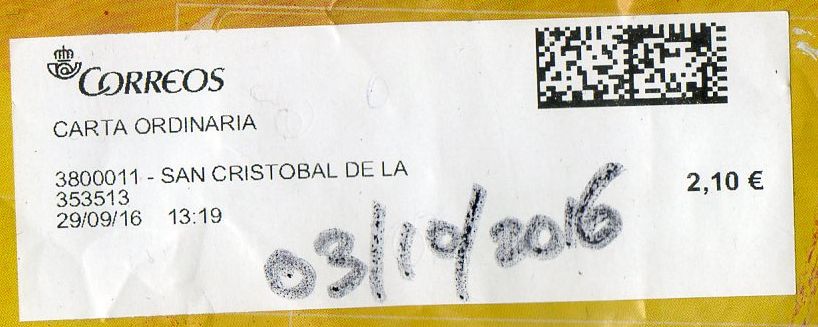 CORREOS
CARTA ORDINARIA
3800011 - SAN CRISTOBAL DE LA
353513
29/09/16 13:19
2,10 €
03/10/2016